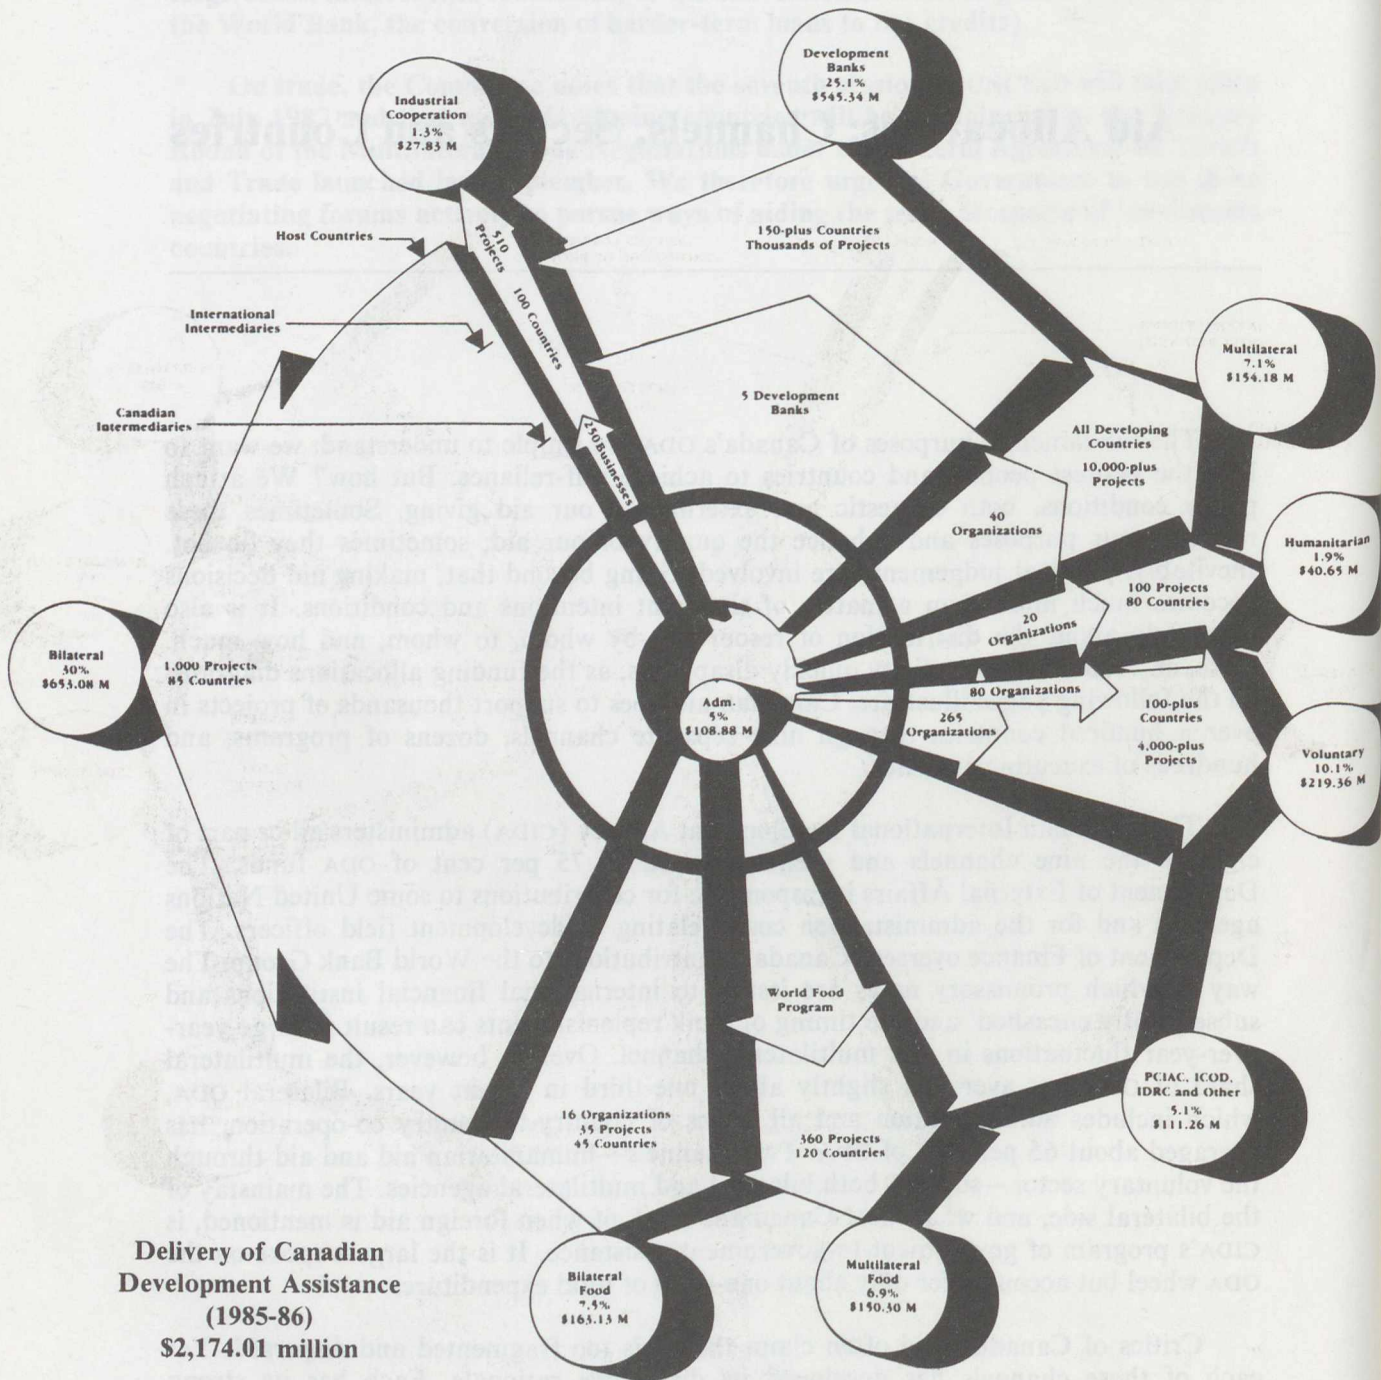 Development
Banks
25.1%
$545.34 M
Industrial
Cooperation
1.3%
$27.83 M
Host Countries
510
Projects
150-plus Countries
Thousands of Projects
100 Countries
International
Intermediaries
Multilateral
7.1%
$154.18 M
Canadian
Intermediaries
250 Businesses
5 Development
Banks
All Developing
Countries
10,000-plus
Projects
40
Organizations
Humanitarian
1.9%
$40.65 M
100 Projects
80 Countries
20
Organizations
Bilateral
30%
$653.08 M
1,000 Projects
85 Countries
Adm
5%
$108.88 M
80 Organizations
265
Organizations
100-plus
Countries
4,000-plus
Projects
Voluntary
10.1%
$219.36 M
World Food
Program
PCIAC, ICOD,
IDRC and Other
5.1%
$111.26 M
16 Organizations
35 Projects
45 Countries
360 Projects
120 Countries
Bilateral
Food
7.5%
$163.13 M
Multilateral
Food
6.9%
$150.30 M
Delivery of Canadian
Development Assistance
(1985-86)
$2,174.01 million